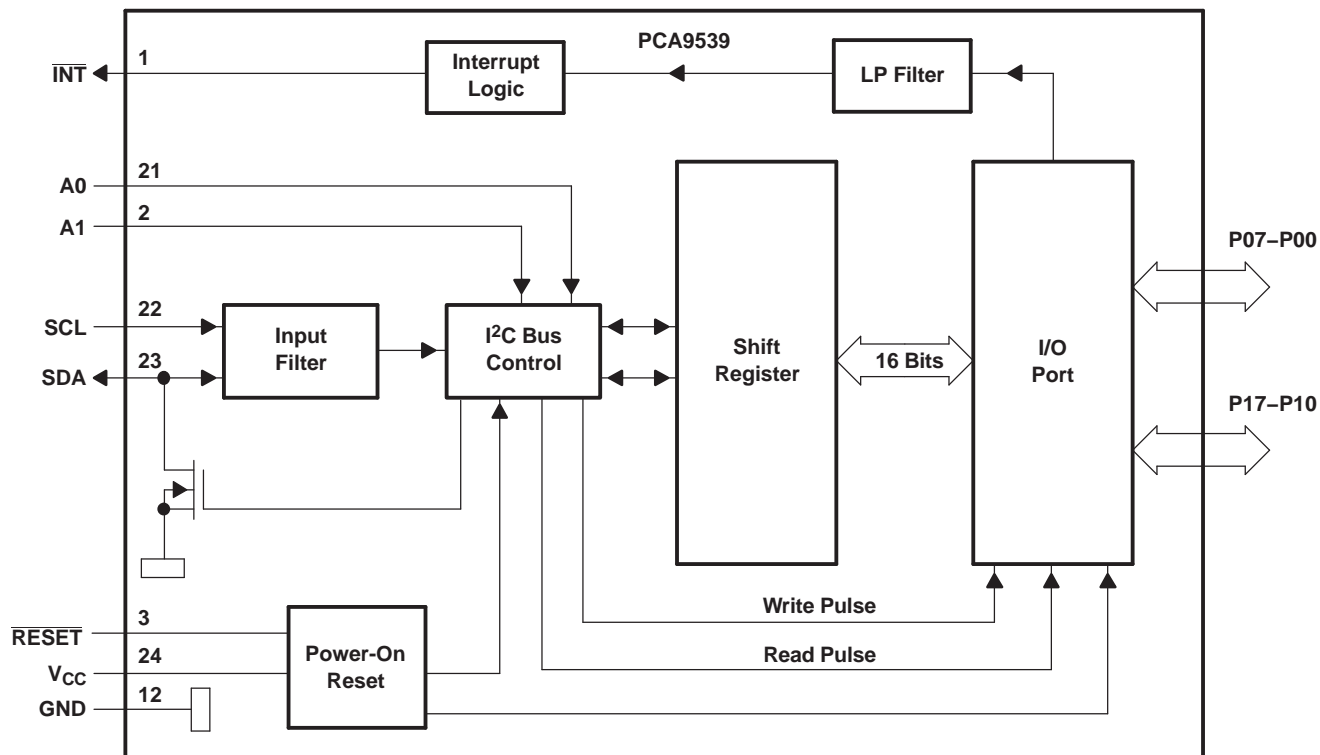 PCA9539
INT
1
Interrupt
Logic
LP Filter
A0
21
A1
2
P07–P00
SCL
22
SDA
23
Input
Filter
I²C Bus
Control
Shift
Register
16 Bits
I/O
Port
P17–P10
Write Pulse
Read Pulse
RESET
3
VCC
24
GND
12
Power-On
Reset